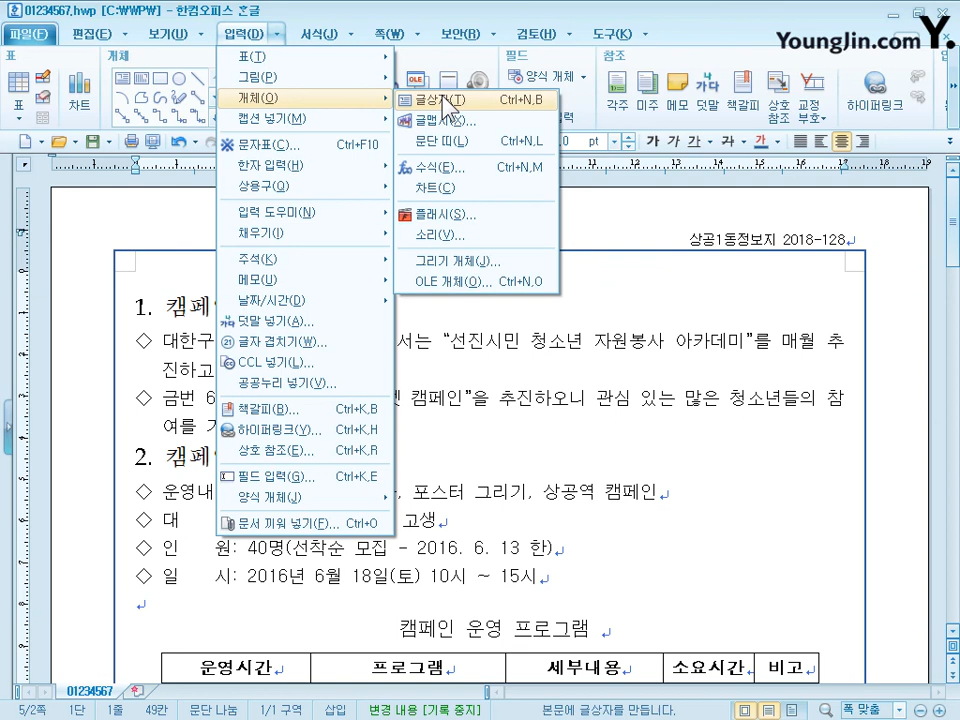 01234567.hwp [C:₩WPW] - 한컴오피스 한글
파일(F) 편집(E) 보기(U) 입력(D) 서식(J) 쪽(W) 보안(R) 검토(H) 도구(K)
YoungJin.com Y.
표 개체 필드 참조
표 차트 OLE 양식 개체 각주 미주 메모 덧말 책갈피 상호 참조 교정 부호 하이퍼링크
표(T)
그림(P)
개체(O)
캡션 넣기(M)
문자표(C)... Ctrl+F10
한자 입력(H)
상용구(Q)
입력 도우미(N)
채우기(I)
주석(K)
메모(U)
날짜/시간(D)
덧말 넣기(A)...
글자 겹치기(W)...
CCL 넣기(L)...
공공누리 넣기(V)...
책갈피(B)... Ctrl+K,B
하이퍼링크(Y)... Ctrl+K,H
상호 참조(E)... Ctrl+K,R
필드 입력(G)... Ctrl+K,E
양식 개체(J)
문서 끼워 넣기(F)... Ctrl+O
글상자(T) Ctrl+N,B
글맵시(X)...
문단 띠(L) Ctrl+N,L
수식(E)... Ctrl+N,M
차트(C)
플래시(S)...
소리(V)...
그리기 개체(J)...
OLE 개체(O)... Ctrl+N,O
pt 가 가 가 가 가
상공1동정보지 2018-128
1. 캠페
◇ 대한구 서는 “선진시민 청소년 자원봉사 아카데미”를 매월 추
진하고
◇ 금번 6 캠페인”을 추진하오니 관심 있는 많은 청소년들의 참
여를 기
2. 캠페
◇ 운영내 , 포스터 그리기, 상공역 캠페인
◇ 대 고생
◇ 인 원: 40명(선착순 모집 - 2016. 6. 13 한)
◇ 일 시: 2016년 6월 18일(토) 10시 ~ 15시
캠페인 운영 프로그램
운영시간 프로그램 세부내용 소요시간 비고
01234567
5/2쪽 1단 1줄 49칸 문단 나눔 1/1 구역 삽입 변경 내용 [기록 중지] 본문에 글상자를 만듭니다. 폭 맞춤